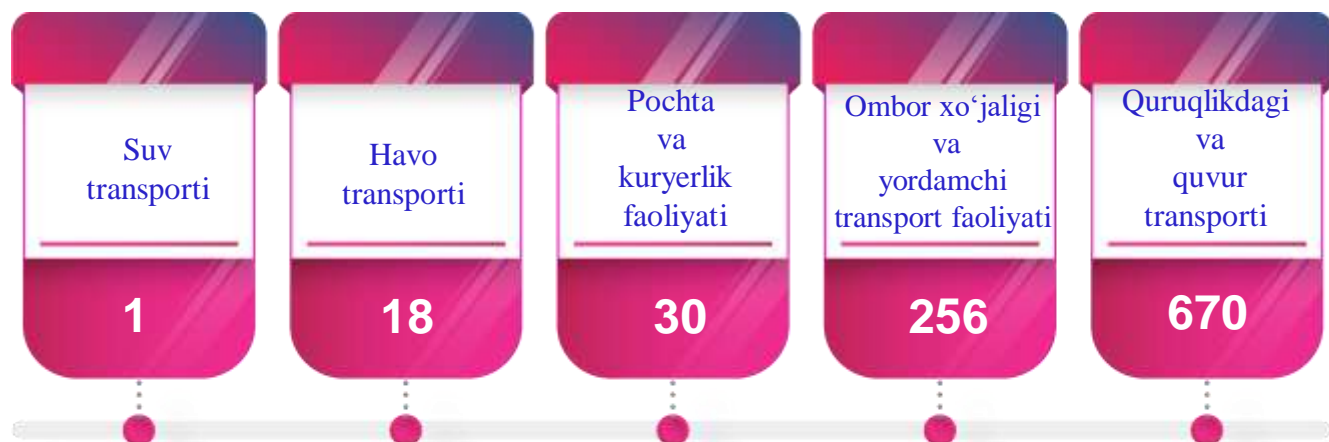 Suv
transporti
1
Havo
transporti
18
Pochta
va
kuryerlik
faoliyati
30
Ombor xo‘jaligi
va
yordamchi
transport faoliyati
256
Quruqlikdagi
va
quvur
transporti
670